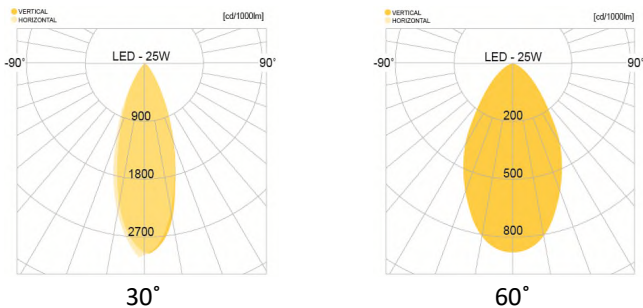 VERTICAL
HORIZONTAL
[cd/1000lm]
LED - 25W
-90°
90°
900
1800
2700
30°
VERTICAL
HORIZONTAL
[cd/1000lm]
LED - 25W
-90°
90°
200
500
800
60°